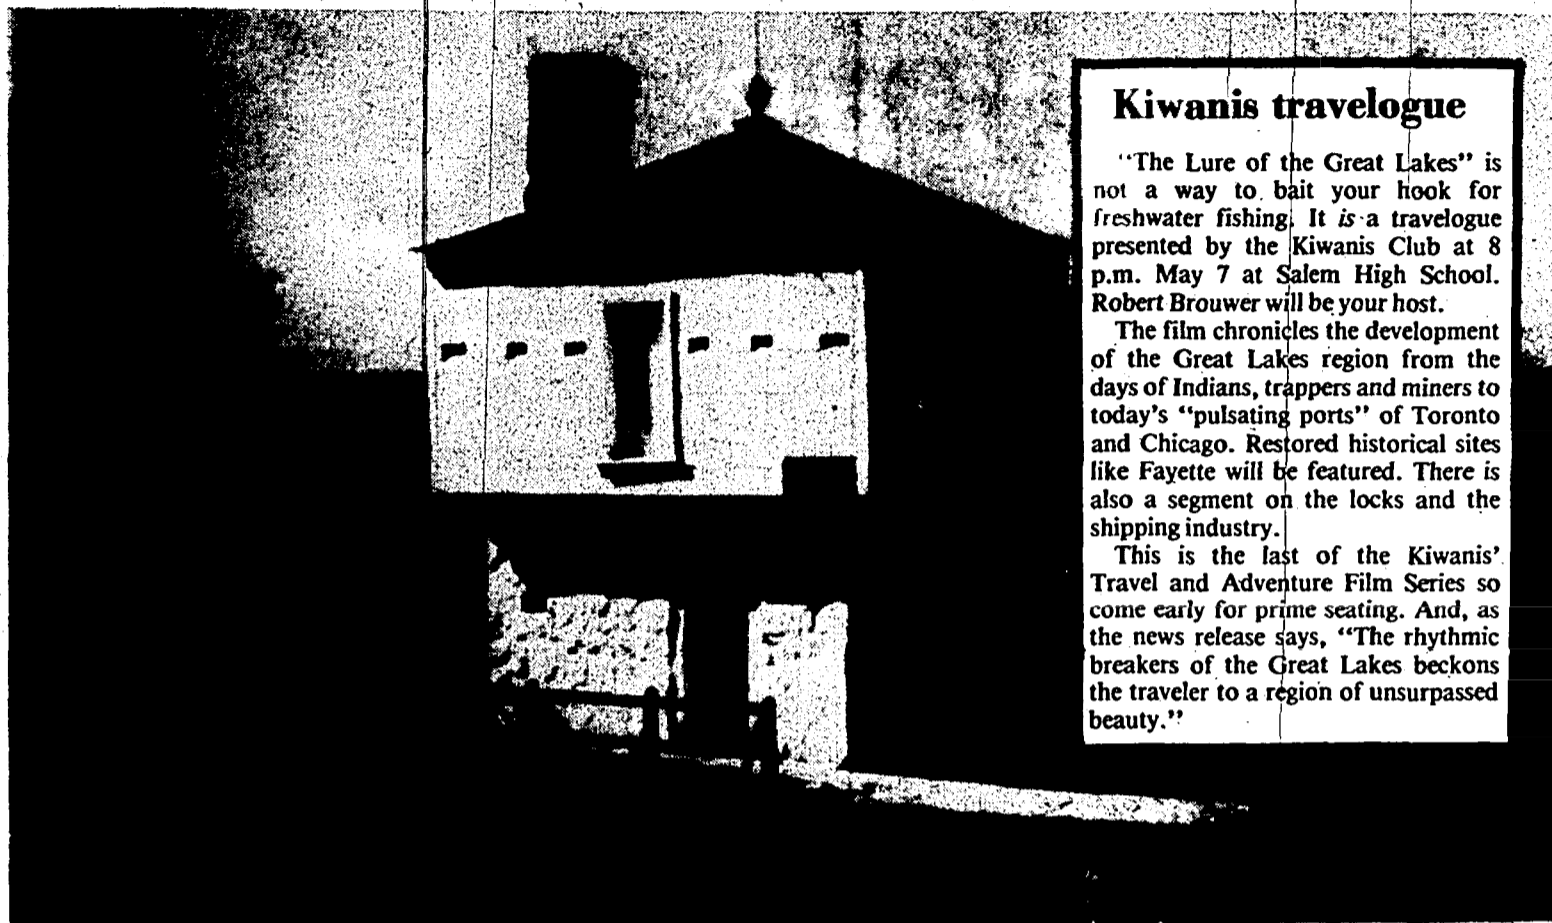 Kiwanis travelogue
"The Lure of the Great Lakes" is
not a way to bait your hook for
freshwater fishing. It is a travelogue
presented by the Kiwanis Club at 8
p.m. May 7 at Salem High School.
Robert Brouwer will be your host.
The film chronicles the development
of the Great Lakes region from the
days of Indians, trappers and miners to
today's "pulsating ports" of Toronto
and Chicago. Restored historical sites
like Fayette will be featured. There is
also a segment on the locks and the
shipping industry.
This is the last of the Kiwanis'
Travel and Adventure Film Series so
come early for prime seating. And, as
the news release says, "The rhythmic
breakers of the Great Lakes beckons
the traveler to a region of unsurpassed
beauty."